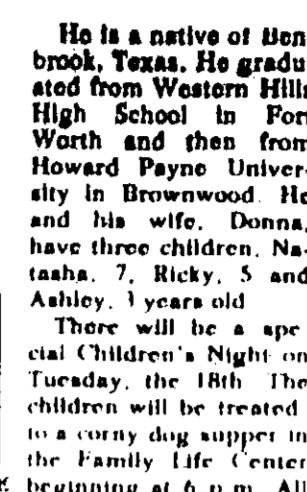 He is a native of Ben
brook, Texas. He gradu
ated from Western Hills
High School in Fort
Worth and then from
Howard Payne Univer-
sity in Brownwood. He
and his wife, Donna,
have three children, Na-
tasha, 7, Ricky, 5 and
Ashley, 3 years old
There will be a spe
cial Children's Night on
Tuesday, the 18th The
children will be treated
to a corny dog supper in
the Family Life Center
beginning at 6 p.m. All